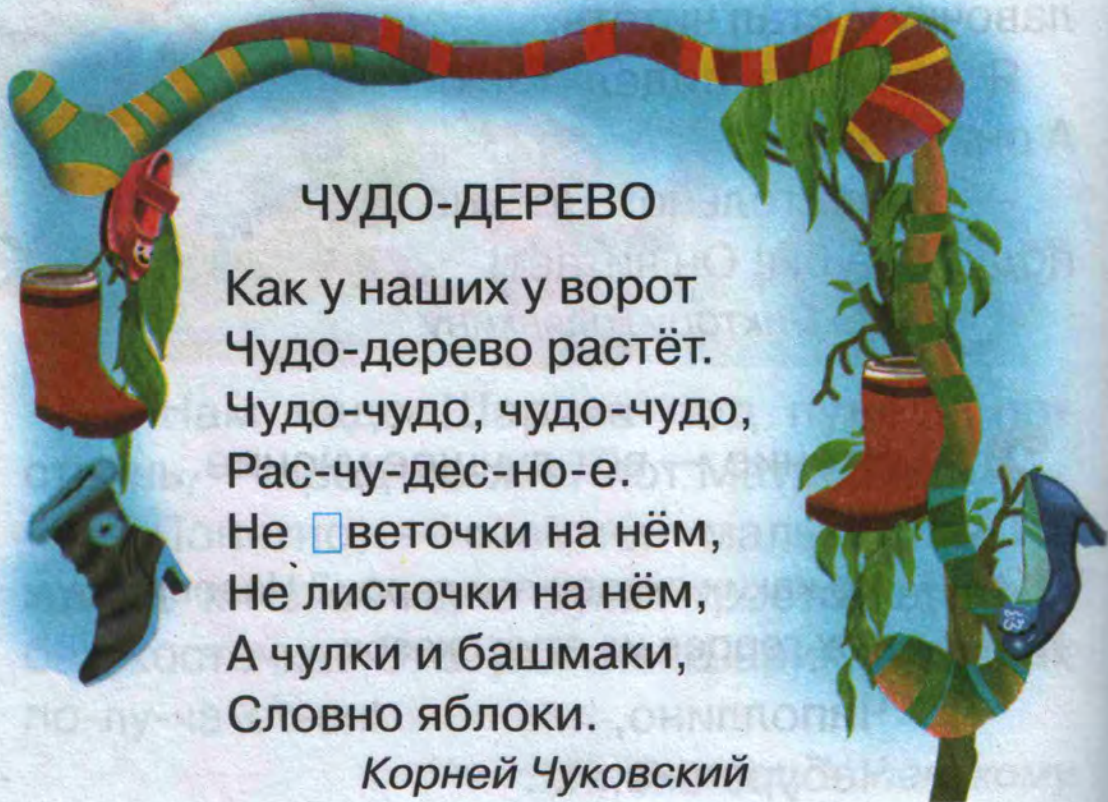 ЧУДО-ДЕРЕВО
Как у наших у ворот
Чудо-дерево растёт.
Чудо-чудо, чудо-чудо,
Рас-чу-дес-но-е.
Не □веточки на нём,
Не листочки на нём,
А чулки и башмаки,
Словно яблоки.
Корней Чуковский